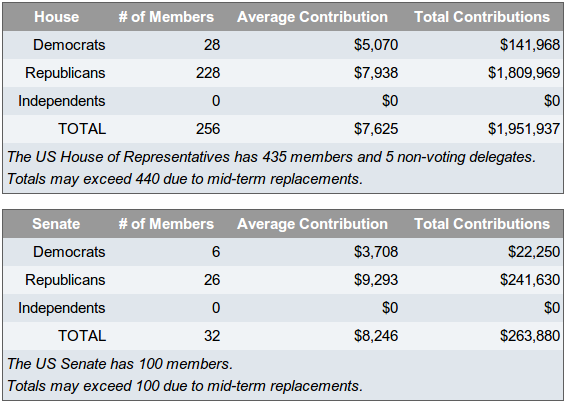 House # of Members Average Contribution Total Contributions
Democrats 28 $5,070 $141,968
Republicans 228 $7,938 $1,809,969
Independents 0 $0 $0
TOTAL 256 $7,625 $1,951,937
The US House of Representatives has 435 members and 5 non-voting delegates.
Totals may exceed 440 due to mid-term replacements.
Senate # of Members Average Contribution Total Contributions
Democrats 6 $3,708 $22,250
Republicans 26 $9,293 $241,630
Independents 0 $0 $0
TOTAL 32 $8,246 $263,880
The US Senate has 100 members.
Totals may exceed 100 due to mid-term replacements.